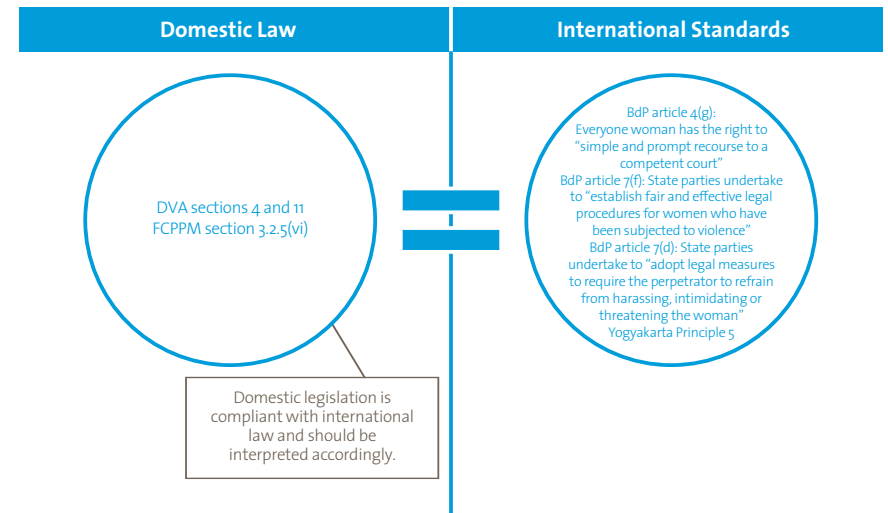 Domestic Law
International Standards
DVA sections 4 and 11
FCPPM section 3.2.5(vi)
Domestic legislation is
compliant with international
law and should be
interpreted accordingly.
BdP article 4(g):
Everyone woman has the right to
“simple and prompt recourse to a
competent court”
BdP article 7(f): State parties undertake
to “establish fair and effective legal
procedures for women who have
been subjected to violence”
BdP article 7(d): State parties
undertake to “adopt legal measures
to require the perpetrator to refrain
from harassing, intimidating or
threatening the woman”
Yogyakarta Principle 5